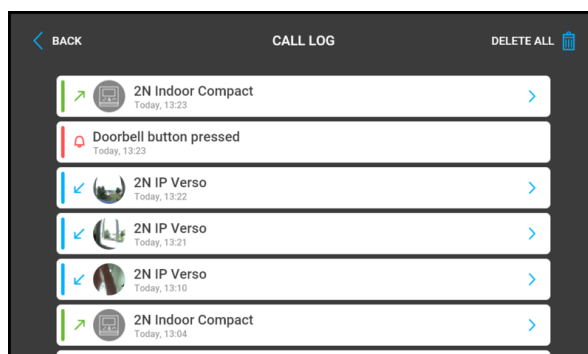 BACK
CALL LOG
DELETE ALL
2N Indoor Compact
Today, 13:23
Doorbell button pressed
Today, 13:23
2N IP Verso
Today, 13:22
2N IP Verso
Today, 13:21
2N IP Verso
Today, 13:10
2N Indoor Compact
Today, 13:04